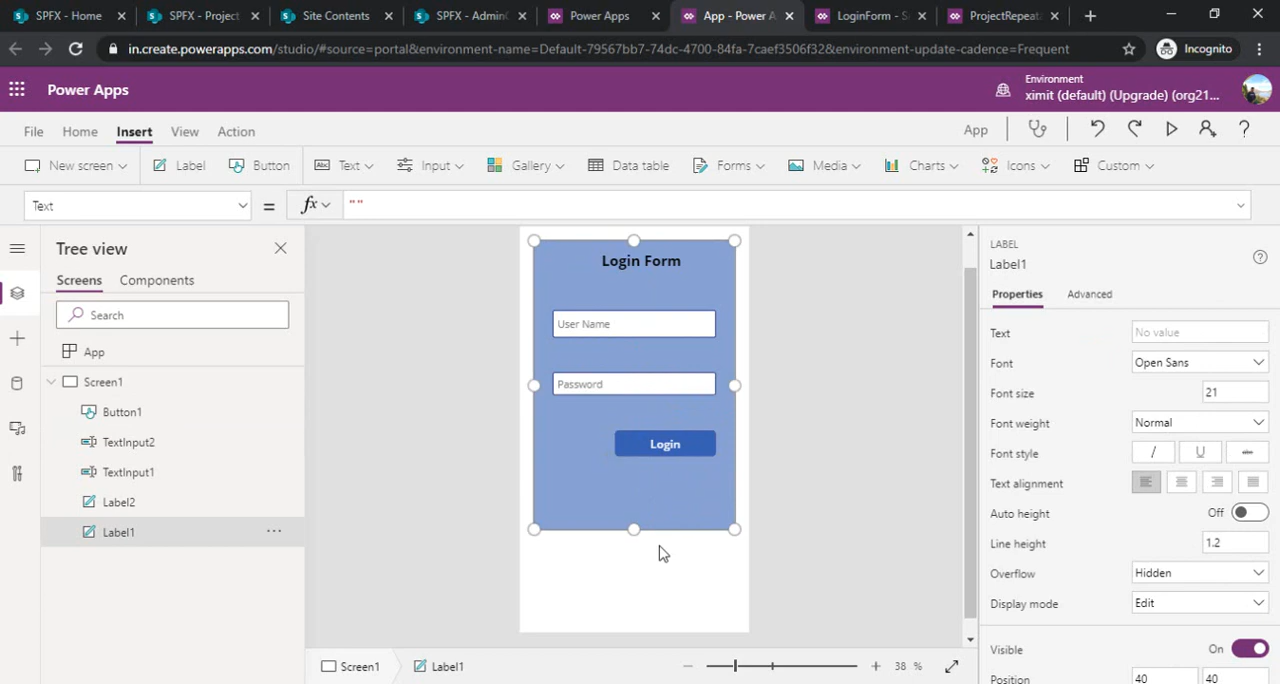 SPFX - Home
SPFX - Project
Site Contents
SPFX - Admin
Power Apps
App - Power A
LoginForm - S
ProjectRepeat
in.create.powerapps.com/studio/#source=portal&environment-name=Default-79567bb7-74dc-4700-84fa-7caef3506f32&environment-update-cadence=Frequent
Incognito
Power Apps
Environment
ximit (default) (Upgrade) (org21...
File Home Insert View Action
App
New screen Label Button Text Input Gallery Data table Forms Media Charts Icons Custom
Text = fx ""
Tree view
Screens Components
Search
App
Screen1
Button1
TextInput2
TextInput1
Label2
Label1 ...
Login Form
User Name
Password
Login
LABEL
Label1
Properties Advanced
Text No value
Font Open Sans
Font size 21
Font weight Normal
Font style / U abc
Text alignment
Auto height Off
Line height 1.2
Overflow Hidden
Display mode Edit
Visible On
Position 40 40
Screen1 Label1
38 %